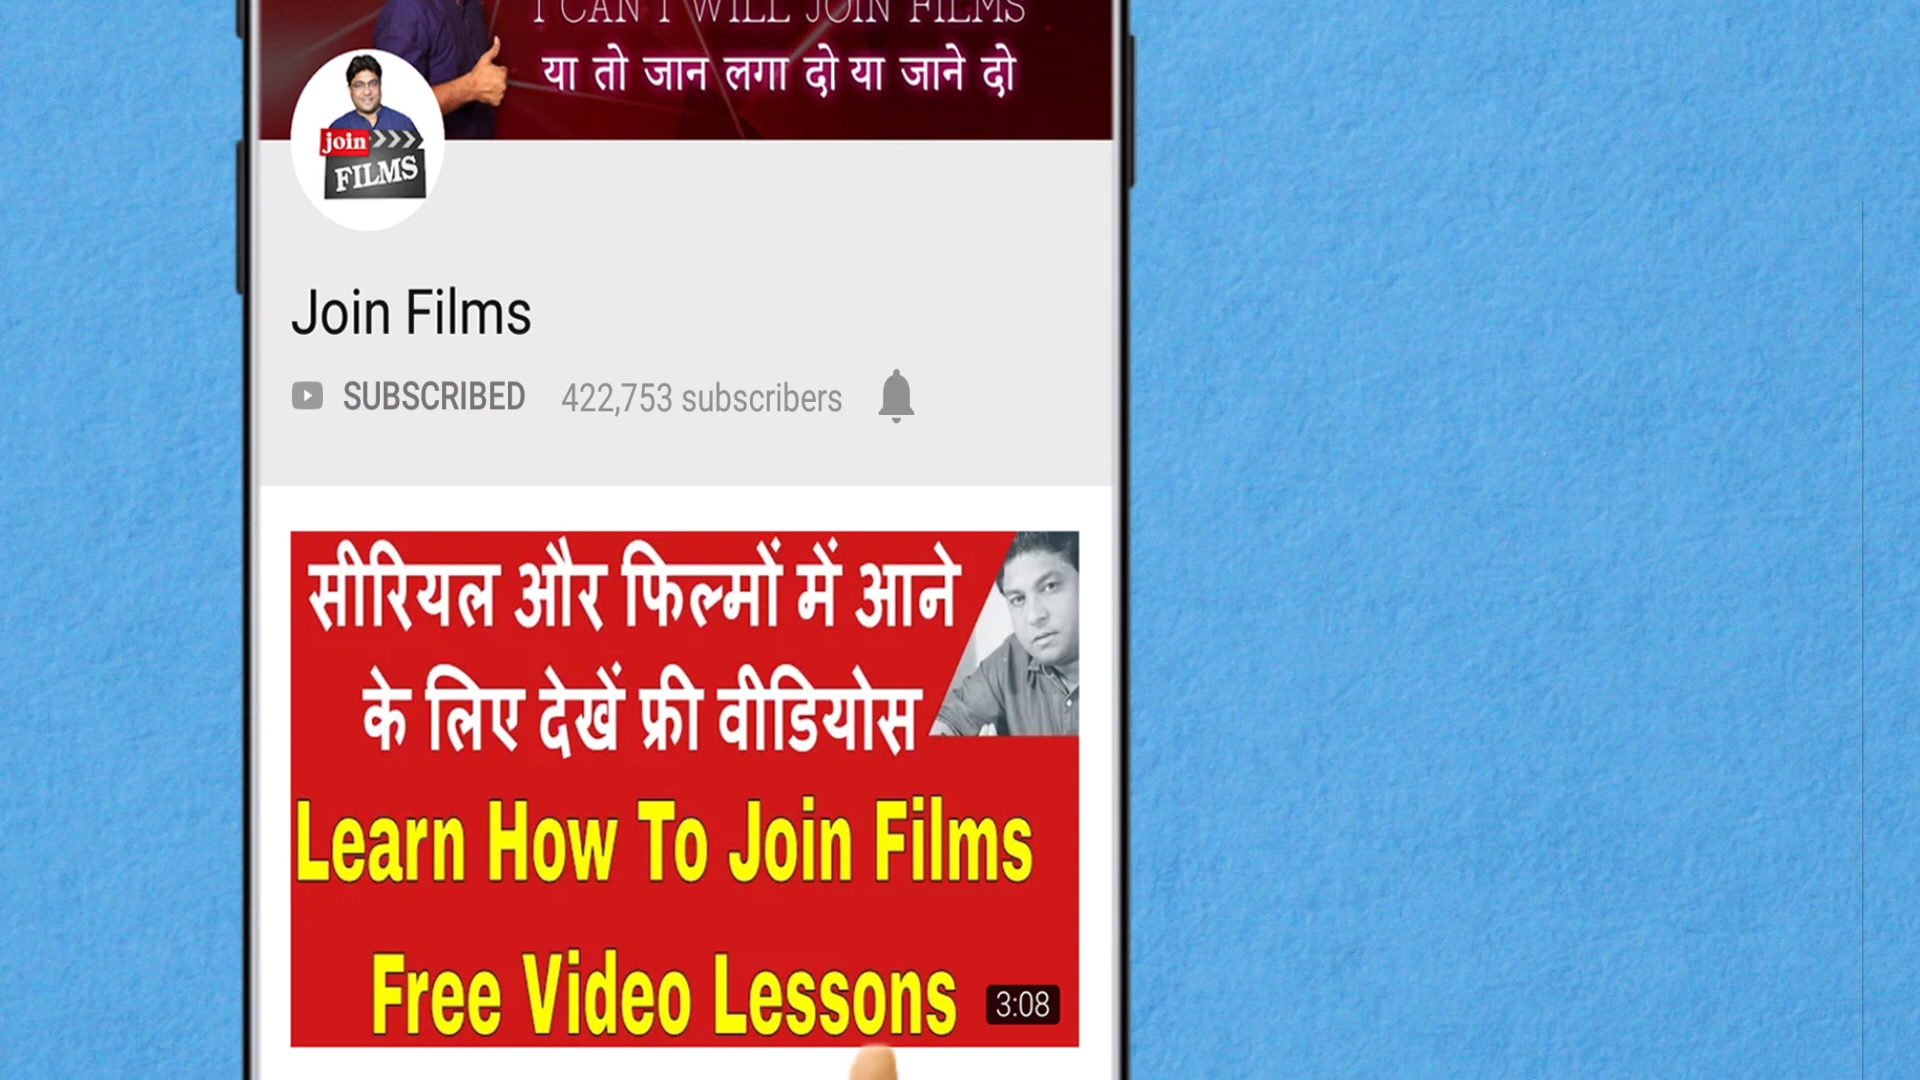 I CAN I WILL JOIN FILMS
या तो जान लगा दो या जाने दो
join
FILMS
Join Films
SUBSCRIBED 422,753 subscribers
सीरियल और फिल्मों में आने
के लिए देखें फ्री वीडियोस
Learn How To Join Films
Free Video Lessons
3:08